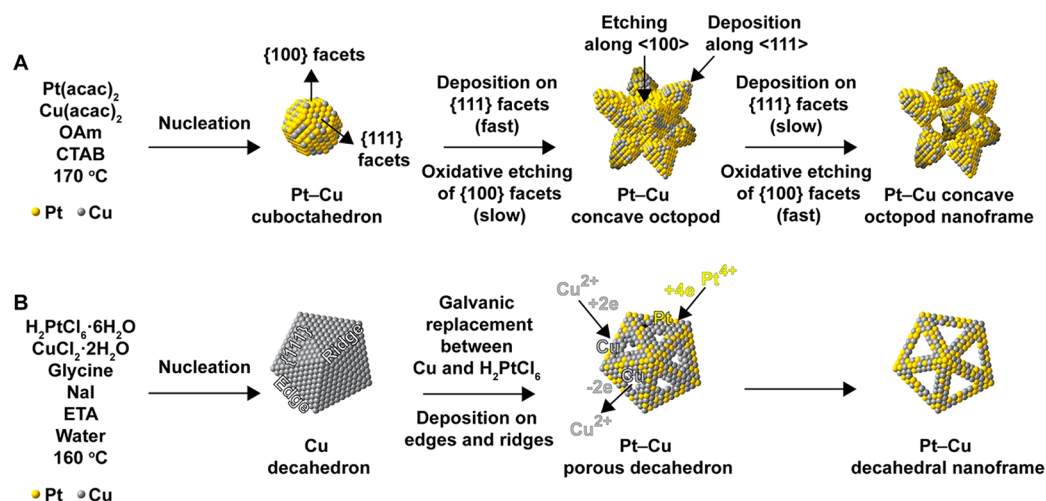 A
Pt(acac)₂
Cu(acac)₂
OAm
CTAB
170 °C
Pt Cu
Nucleation
{100} facets
{111}
facets
Pt–Cu
cuboctahedron
Deposition on
{111} facets
(fast)
Oxidative etching
of {100} facets
(slow)
Etching
along <100>
Deposition
along <111>
Pt–Cu
concave octopod
Deposition on
{111} facets
(slow)
Oxidative etching
of {100} facets
(fast)
Pt–Cu concave
octopod nanoframe
B
H₂PtCl₆·6H₂O
CuCl₂·2H₂O
Glycine
NaI
ETA
Water
160 °C
Pt Cu
Nucleation
{111}
Ridge
Edge
Cu
decahedron
Galvanic
replacement
between
Cu and H₂PtCl₆
Deposition on
edges and ridges
Cu²⁺
+2e
Cu
Pt⁴⁺
+4e
Pt
Cu
-2e
Cu²⁺
Pt–Cu
porous decahedron
Pt–Cu
decahedral nanoframe